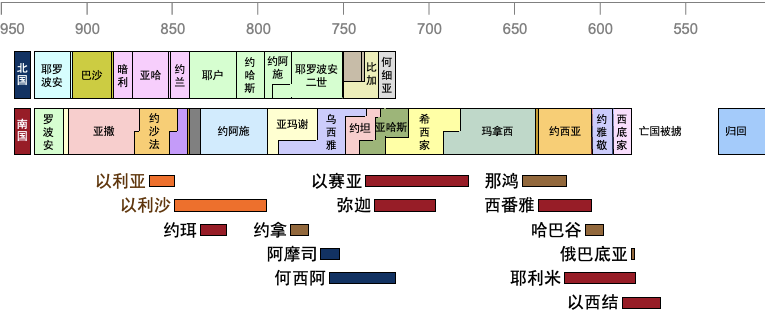 950 900 850 800 750 700 650 600 550
北国 耶罗波安 巴沙 暗利 亚哈 约兰 耶户 约哈斯 约阿施 耶罗波安二世 比加 何细亚
南国 罗波安 亚撒 约沙法 约阿施 亚玛谢 乌西雅 约坦 亚哈斯 希西家 玛拿西 约西亚 约雅敬 西底家 亡国被掳 归回
以利亚 以赛亚 那鸿
以利沙 弥迦 西番雅
约珥 约拿 哈巴谷
阿摩司 俄巴底亚
何西阿 耶利米
以西结